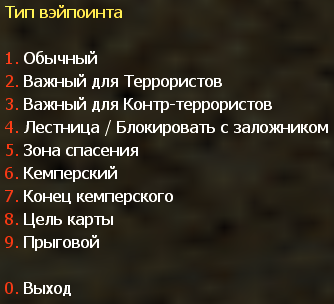 Тип вэйпоинта
1. Обычный
2. Важный для Террористов
3. Важный для Контр-террористов
4. Лестница / Блокировать с заложником
5. Зона спасения
6. Кемперский
7. Конец кемперского
8. Цель карты
9. Прыговой
0. Выход